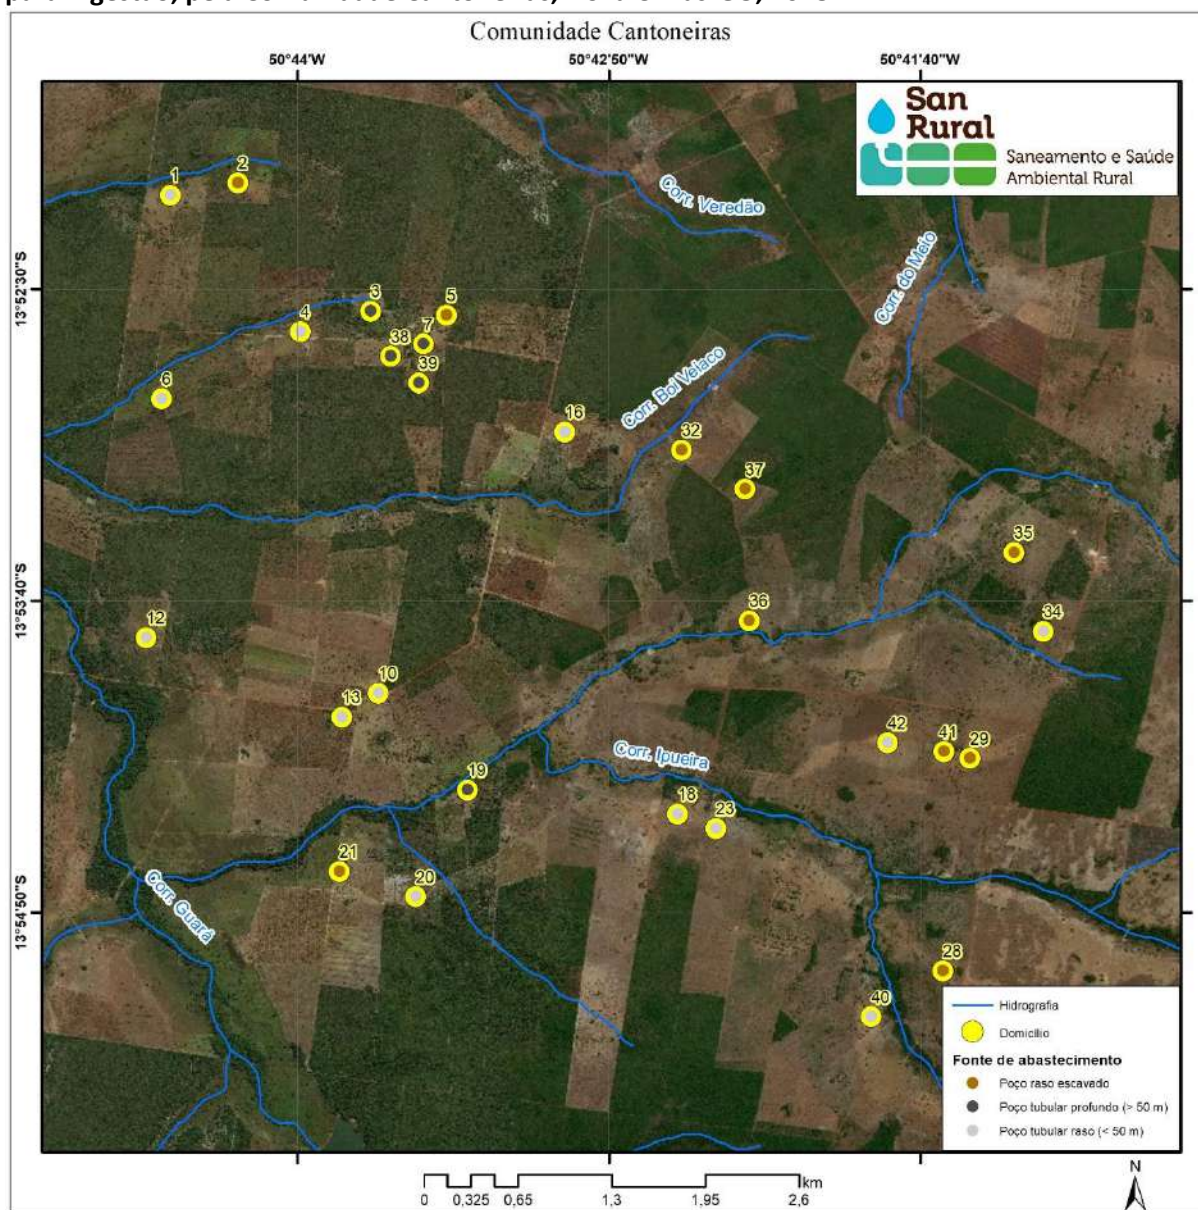 Comunidade Cantoneiras
50°44'W
50°42'50"W
50°41'40"W
San
Rural
Saneamento e Saúde
Ambiental Rural
1
2
Corr. Veredão
Corr. do Meio
13°52'30"S
3
5
4
7
38
39
6
Corr. Boi Velaco
16
32
37
35
13°53'40"S
36
34
12
10
13
42
41
29
Corr. Ipueira
19
18
23
21
20
Corr. Guará
13°54'50"S
28
40
Hidrografia
Domicílio
Fonte de abastecimento
Poço raso escavado
Poço tubular profundo (> 50 m)
Poço tubular raso (< 50 m)
km
0
0,325
0,65
1,3
1,95
2,6
N